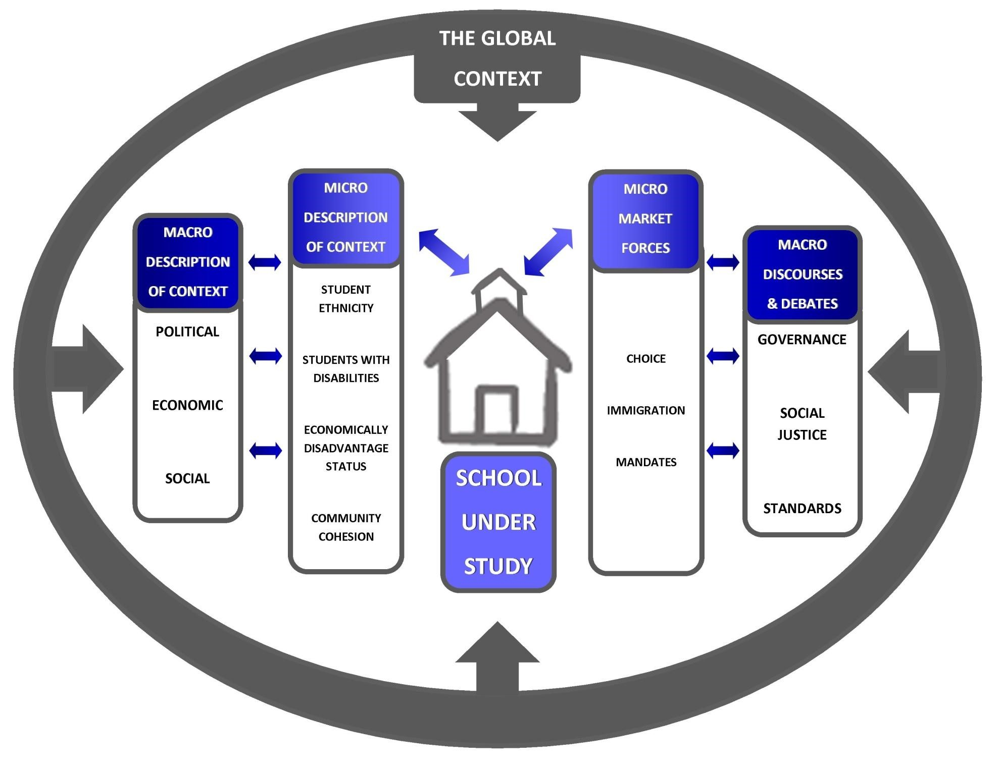 THE GLOBAL
CONTEXT
MACRO
DESCRIPTION
OF CONTEXT
POLITICAL
ECONOMIC
SOCIAL
MICRO
DESCRIPTION
OF CONTEXT
STUDENT
ETHNICITY
STUDENTS WITH
DISABILITIES
ECONOMICALLY
DISADVANTAGE
STATUS
COMMUNITY
COHESION
SCHOOL
UNDER
STUDY
MICRO
MARKET
FORCES
CHOICE
IMMIGRATION
MANDATES
MACRO
DISCOURSES
& DEBATES
GOVERNANCE
SOCIAL
JUSTICE
STANDARDS